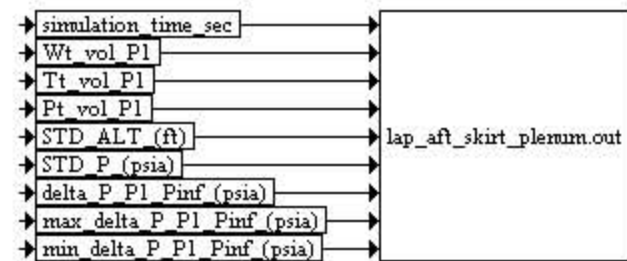 simulation_time_sec
Wt_vol_P1
Tt_vol_P1
Pt_vol_P1
STD_ALT_(ft)
STD_P_(psia)
delta_P_P1_Pinf_(psia)
max_delta_P_P1_Pinf_(psia)
min_delta_P_P1_Pinf_(psia)
lap_aft_skirt_plenum.out